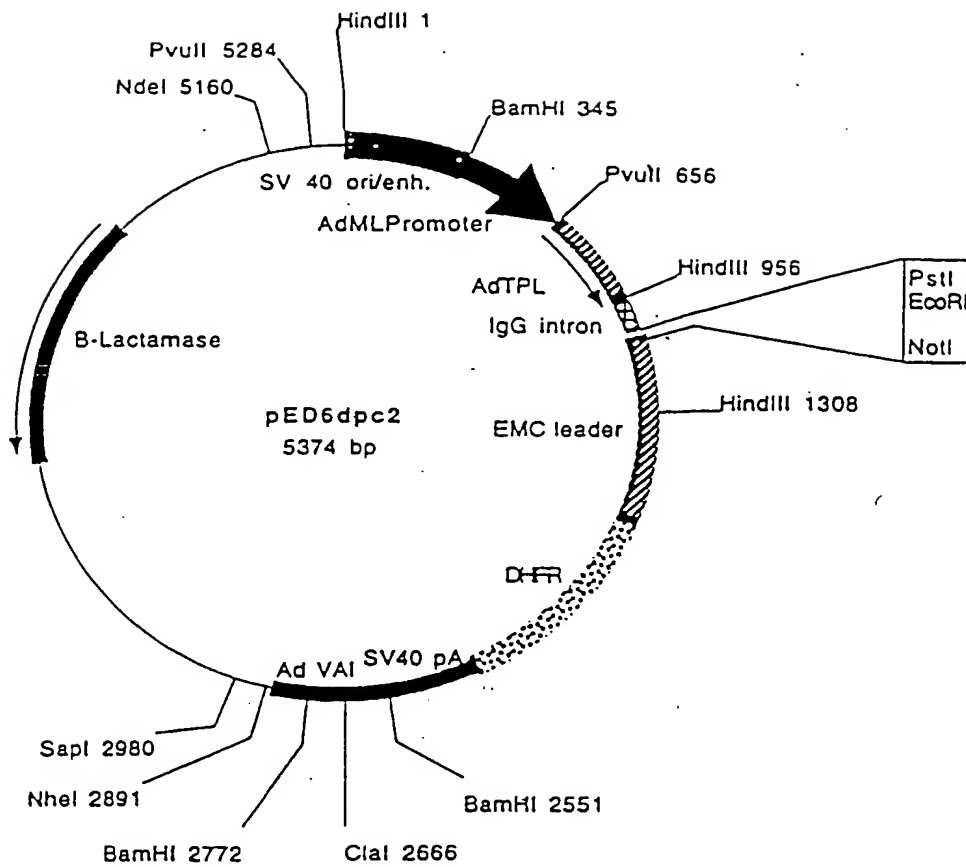 HindIII 1
PvuII 5284
NdeI 5160
BamHI 345
SV 40 ori/enh.
PvuII 656
AdMLPromoter
HindIII 956
AdTPL
PstI
EcoRI
IgG intron
NotI
B-Lactamase
HindIII 1308
pED6dpc2
EMC leader
5374 bp
DHFR
Ad VAI
SV40 pA
SapI 2980
NheI 2891
BamHI 2551
BamHI 2772
ClaI 2666